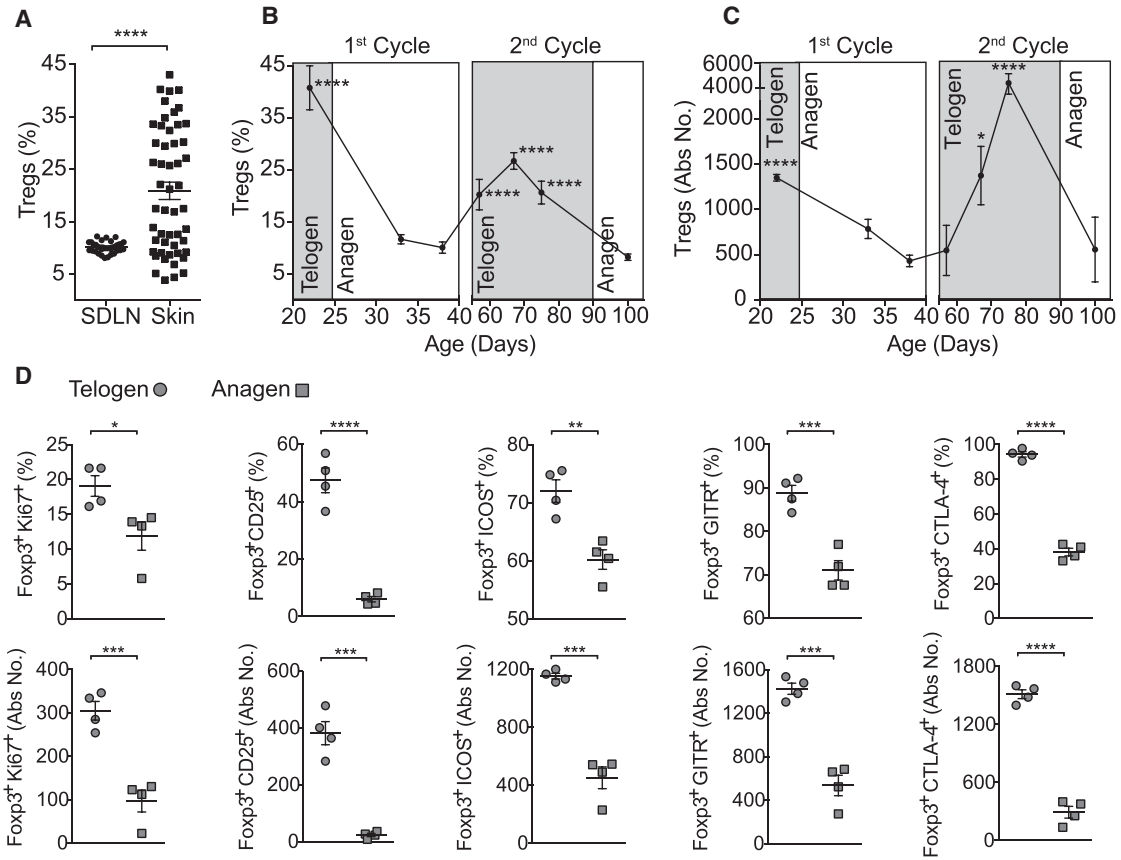 A
****
45
35
25
15
5
Tregs (%)
SDLN Skin
B
1st Cycle 2nd Cycle
45
35
25
15
5
Tregs (%)
****
****
****
****
Telogen
Anagen
Telogen
Anagen
20 25 30 35 40 60 70 80 90 100
Age (Days)
C
1st Cycle 2nd Cycle
6000
4000
2000
1500
1000
500
0
Tregs (Abs No.)
****
*
****
Telogen
Anagen
Telogen
Anagen
20 25 30 35 40 60 70 80 90 100
Age (Days)
D
Telogen Anagen
*
25
20
15
10
5
0
Foxp3+Ki67+ (%)
****
60
40
20
0
Foxp3+CD25+ (%)
**
80
70
60
50
Foxp3+ICOS+ (%)
***
100
90
80
70
60
Foxp3+GITR+ (%)
****
100
80
60
40
20
0
Foxp3+CTLA-4+ (%)
***
400
300
200
100
0
Foxp3+Ki67+ (Abs No.)
***
600
400
200
0
Foxp3+CD25+ (Abs No.)
***
1200
800
400
0
Foxp3+ICOS+ (Abs No.)
***
1600
1200
800
400
0
Foxp3+GITR+ (Abs No.)
****
1800
1200
600
0
Foxp3+CTLA-4+ (Abs No.)